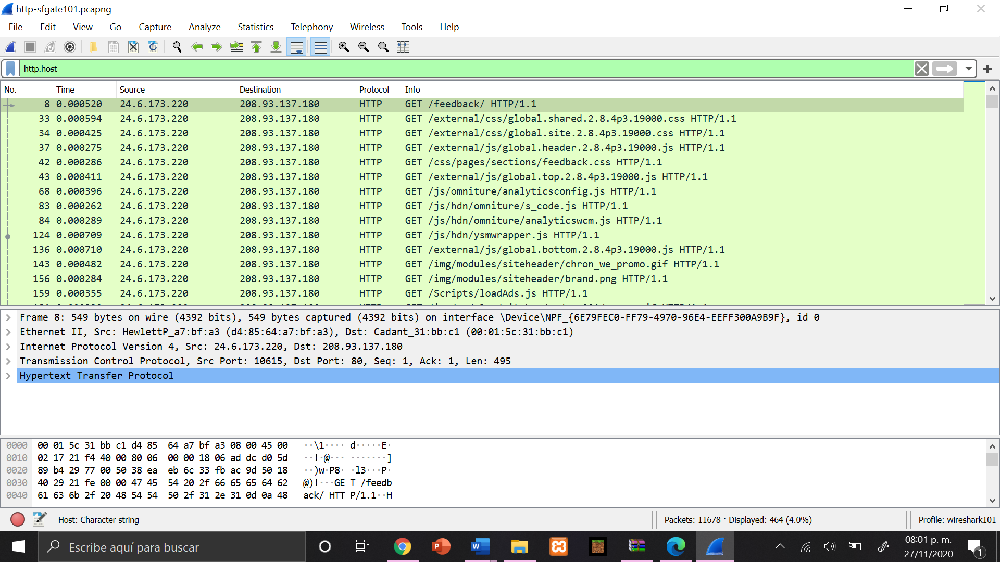 http-sfgate101.pcapng
File Edit View Go Capture Analyze Statistics Telephony Wireless Tools Help
http.host
No. Time Source Destination Protocol Info
8 0.000520 24.6.173.220 208.93.137.180 HTTP GET /feedback/ HTTP/1.1
33 0.000594 24.6.173.220 208.93.137.180 HTTP GET /external/css/global.shared.2.8.4p3.19000.css HTTP/1.1
34 0.000425 24.6.173.220 208.93.137.180 HTTP GET /external/css/global.site.2.8.4p3.19000.css HTTP/1.1
37 0.000275 24.6.173.220 208.93.137.180 HTTP GET /external/js/global.header.2.8.4p3.19000.js HTTP/1.1
42 0.000286 24.6.173.220 208.93.137.180 HTTP GET /css/pages/sections/feedback.css HTTP/1.1
43 0.000411 24.6.173.220 208.93.137.180 HTTP GET /external/js/global.top.2.8.4p3.19000.js HTTP/1.1
68 0.000396 24.6.173.220 208.93.137.180 HTTP GET /js/omniture/analyticsconfig.js HTTP/1.1
83 0.000262 24.6.173.220 208.93.137.180 HTTP GET /js/hdn/omniture/s_code.js HTTP/1.1
84 0.000289 24.6.173.220 208.93.137.180 HTTP GET /js/hdn/omniture/analyticswcm.js HTTP/1.1
124 0.000709 24.6.173.220 208.93.137.180 HTTP GET /js/hdn/ysmwrapper.js HTTP/1.1
136 0.000710 24.6.173.220 208.93.137.180 HTTP GET /external/js/global.bottom.2.8.4p3.19000.js HTTP/1.1
143 0.000482 24.6.173.220 208.93.137.180 HTTP GET /img/modules/siteheader/chron_we_promo.gif HTTP/1.1
156 0.000284 24.6.173.220 208.93.137.180 HTTP GET /img/modules/siteheader/brand.png HTTP/1.1
159 0.000355 24.6.173.220 208.93.137.180 HTTP GET /Scripts/loadAds.js HTTP/1.1
Frame 8: 549 bytes on wire (4392 bits), 549 bytes captured (4392 bits) on interface \Device\NPF_{6E79FEC0-FF79-4970-96E4-EEFF300A9B9F}, id 0
Ethernet II, Src: HewlettP_a7:bf:a3 (d4:85:64:a7:bf:a3), Dst: Cadant_31:bb:c1 (00:01:5c:31:bb:c1)
Internet Protocol Version 4, Src: 24.6.173.220, Dst: 208.93.137.180
Transmission Control Protocol, Src Port: 10615, Dst Port: 80, Seq: 1, Ack: 1, Len: 495
Hypertext Transfer Protocol
0000 00 01 5c 31 bb c1 d4 85 64 a7 bf a3 08 00 45 00 ··\1···· d·····E·
0010 02 17 21 f4 40 00 80 06 00 00 18 06 ad dc d0 5d ··!·@··· ·······]
0020 89 b4 29 77 00 50 38 ea eb 6c 33 fb ac 9d 50 18 ··)w·P8· ·l3···P·
0030 40 29 21 fe 00 00 47 45 54 20 2f 66 65 65 64 62 @)!···GE T /feedb
0040 61 63 6b 2f 20 48 54 54 50 2f 31 2e 31 0d 0a 48 ack/ HTT P/1.1··H
Host: Character string Packets: 11678 · Displayed: 464 (4.0%) Profile: wireshark101
Escribe aquí para buscar
08:01 p. m.
27/11/2020
1